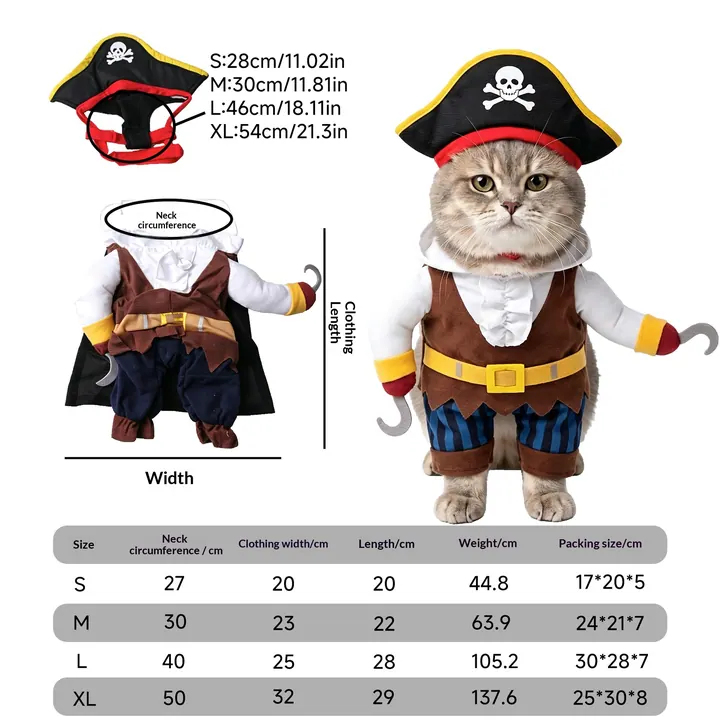 S:28cm/11.02in
M:30cm/11.81in
L:46cm/18.11in
XL:54cm/21.3in
Neck
circumference
Clothing
Length
Width
Size Neck circumference / cm Clothing width/cm Length/cm Weight/cm Packing size/cm
S 27 20 20 44.8 17*20*5
M 30 23 22 63.9 24*21*7
L 40 25 28 105.2 30*28*7
XL 50 32 29 137.6 25*30*8